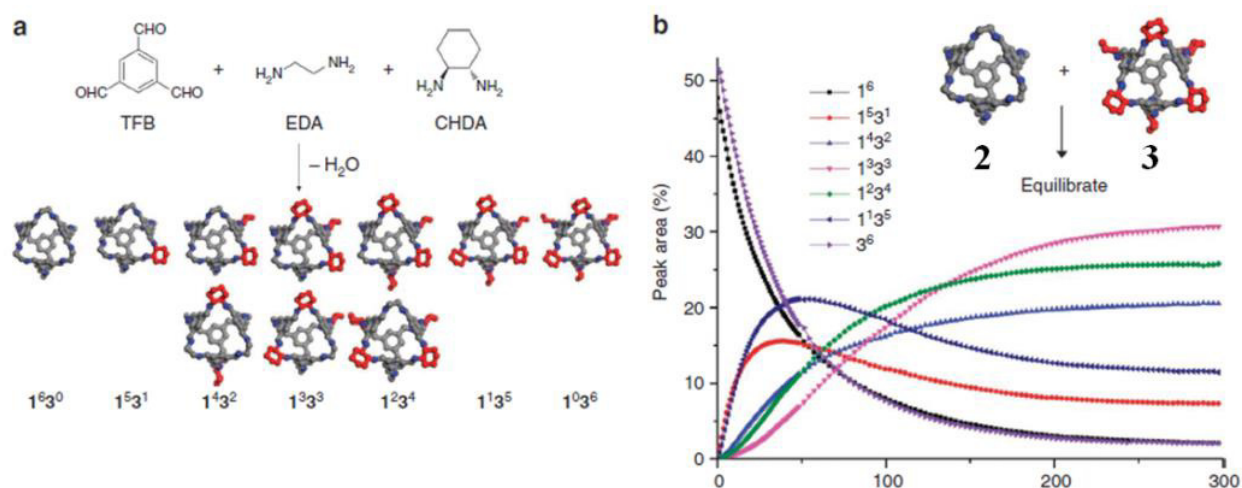 a
CHO
OHC
CHO
TFB
+
H₂N
NH₂
EDA
+
H₂N
NH₂
CHDA
– H₂O
1⁶3⁰
1⁵3¹
1⁴3²
1³3³
1²3⁴
1¹3⁵
1⁰3⁶
b
Peak area (%)
50
40
30
20
10
0
0
100
200
300
1⁶
1⁵3¹
1⁴3²
1³3³
1²3⁴
1¹3⁵
3⁶
+
2
3
Equilibrate